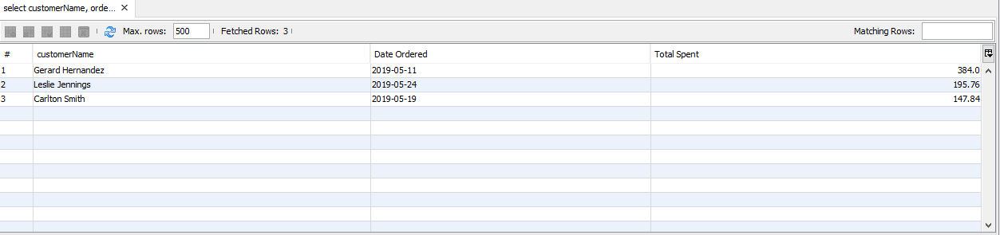 select customerName, orde... ×
Max. rows: 500 Fetched Rows: 3 Matching Rows:
# customerName Date Ordered Total Spent
1 Gerard Hernandez 2019-05-11 384.0
2 Leslie Jennings 2019-05-24 195.76
3 Carlton Smith 2019-05-19 147.84